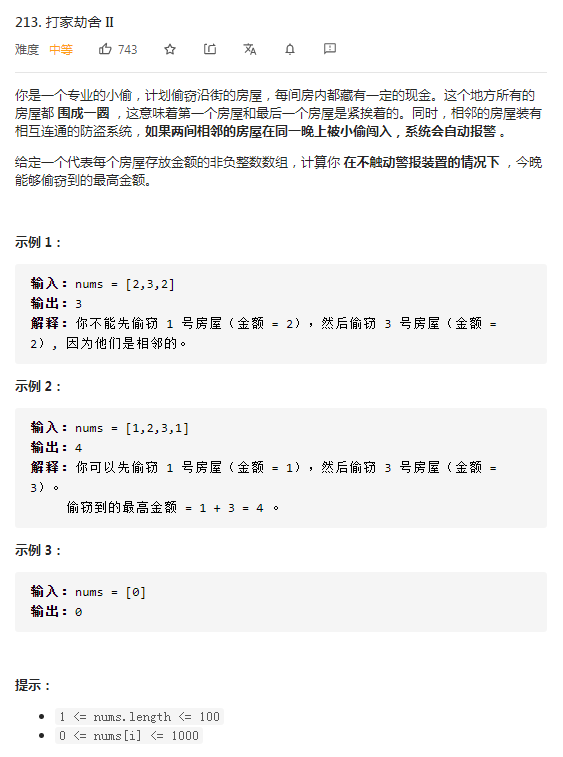 213. 打家劫舍 II
难度 中等 743
你是一个专业的小偷，计划偷窃沿街的房屋，每间房内都藏有一定的现金。这个地方所有的
房屋都 围成一圈 ，这意味着第一个房屋和最后一个房屋是紧挨着的。同时，相邻的房屋装有
相互连通的防盗系统，如果两间相邻的房屋在同一晚上被小偷闯入，系统会自动报警 。
给定一个代表每个房屋存放金额的非负整数数组，计算你 在不触动警报装置的情况下 ，今晚
能够偷窃到的最高金额。
示例 1：
输入：nums = [2,3,2]
输出：3
解释：你不能先偷窃 1 号房屋（金额 = 2），然后偷窃 3 号房屋（金额 =
2）, 因为他们是相邻的。
示例 2：
输入：nums = [1,2,3,1]
输出：4
解释：你可以先偷窃 1 号房屋（金额 = 1），然后偷窃 3 号房屋（金额 =
3）。
偷窃到的最高金额 = 1 + 3 = 4 。
示例 3：
输入：nums = [0]
输出：0
提示：
1 <= nums.length <= 100
0 <= nums[i] <= 1000